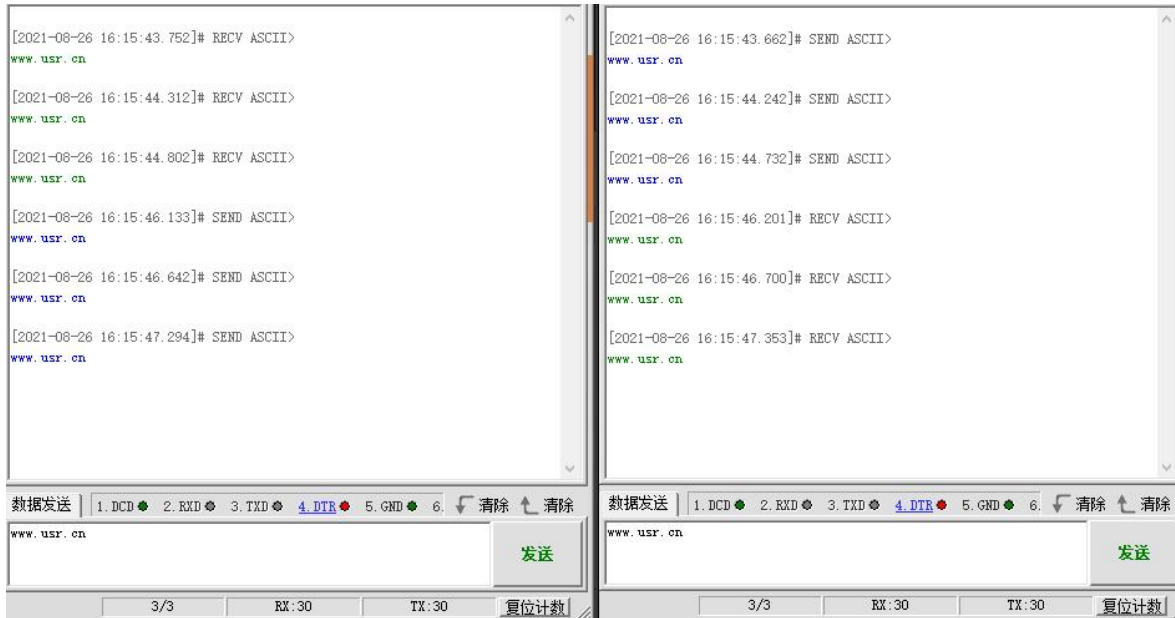 [2021-08-26 16:15:43.752]# RECV ASCII>
www.usr.cn
[2021-08-26 16:15:44.312]# RECV ASCII>
www.usr.cn
[2021-08-26 16:15:44.802]# RECV ASCII>
www.usr.cn
[2021-08-26 16:15:46.133]# SEND ASCII>
www.usr.cn
[2021-08-26 16:15:46.642]# SEND ASCII>
www.usr.cn
[2021-08-26 16:15:47.294]# SEND ASCII>
www.usr.cn
数据发送 1.DCD 2.RXD 3.TXD 4.DTR 5.GND 6. 清除 清除
www.usr.cn
发送
3/3 RX:30 TX:30 复位计数
[2021-08-26 16:15:43.662]# SEND ASCII>
www.usr.cn
[2021-08-26 16:15:44.242]# SEND ASCII>
www.usr.cn
[2021-08-26 16:15:44.732]# SEND ASCII>
www.usr.cn
[2021-08-26 16:15:46.201]# RECV ASCII>
www.usr.cn
[2021-08-26 16:15:46.700]# RECV ASCII>
www.usr.cn
[2021-08-26 16:15:47.353]# RECV ASCII>
www.usr.cn
数据发送 1.DCD 2.RXD 3.TXD 4.DTR 5.GND 6. 清除 清除
www.usr.cn
发送
3/3 RX:30 TX:30 复位计数